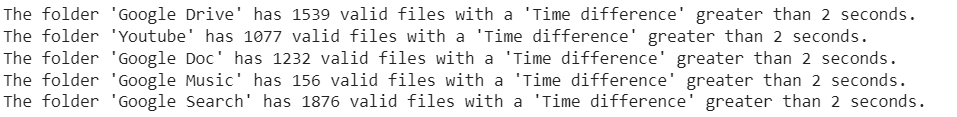 The folder 'Google Drive' has 1539 valid files with a 'Time difference' greater than 2 seconds.
The folder 'Youtube' has 1077 valid files with a 'Time difference' greater than 2 seconds.
The folder 'Google Doc' has 1232 valid files with a 'Time difference' greater than 2 seconds.
The folder 'Google Music' has 156 valid files with a 'Time difference' greater than 2 seconds.
The folder 'Google Search' has 1876 valid files with a 'Time difference' greater than 2 seconds.